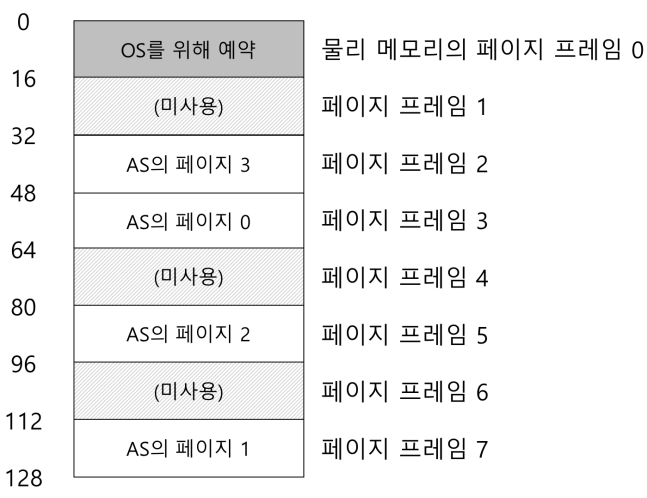 0
OS를 위해 예약 물리 메모리의 페이지 프레임 0
16
(미사용) 페이지 프레임 1
32
AS의 페이지 3 페이지 프레임 2
48
AS의 페이지 0 페이지 프레임 3
64
(미사용) 페이지 프레임 4
80
AS의 페이지 2 페이지 프레임 5
96
(미사용) 페이지 프레임 6
112
AS의 페이지 1 페이지 프레임 7
128